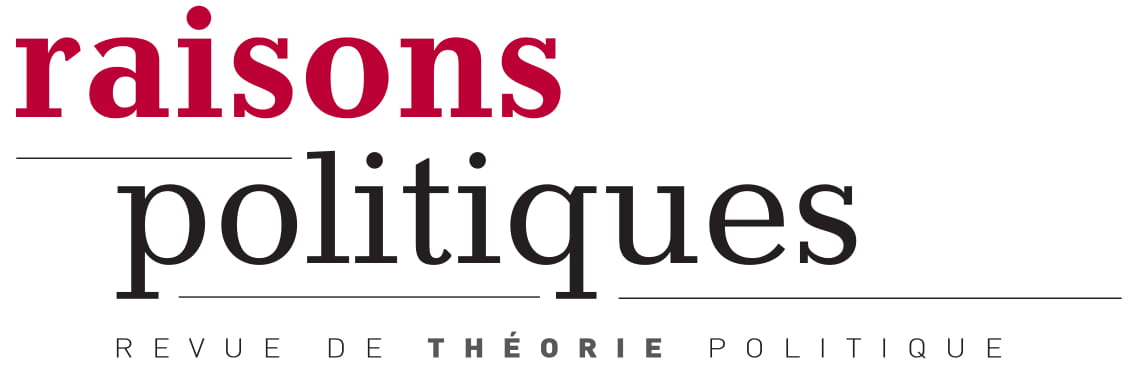 raisons
politiques
REVUE DE THÉORIE POLITIQUE